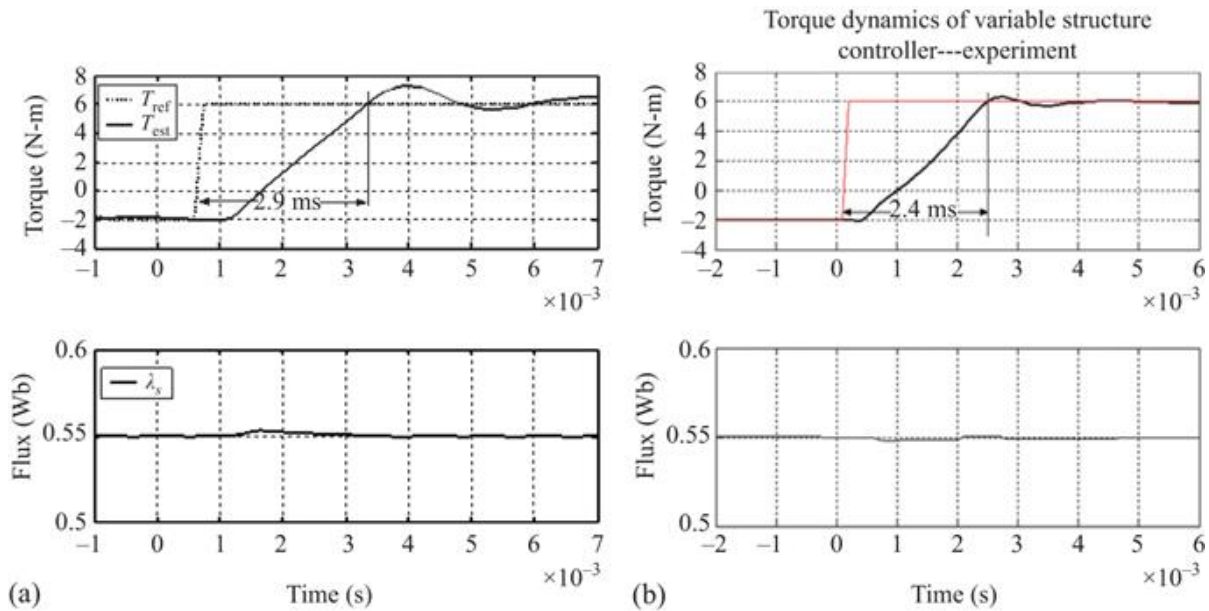 Torque dynamics of variable structure
controller---experiment
8
6
4
2
0
–2
–4
Torque (N-m)
T_ref
T_est
2.9 ms
–1 0 1 2 3 4 5 6 7
×10⁻³
8
6
4
2
0
–2
–4
Torque (N-m)
2.4 ms
–2 –1 0 1 2 3 4 5 6
×10⁻³
0.6
0.55
0.5
Flux (Wb)
λ_s
–1 0 1 2 3 4 5 6 7
×10⁻³
(a) Time (s)
0.6
0.55
0.5
Flux (Wb)
–2 –1 0 1 2 3 4 5 6
×10⁻³
(b) Time (s)